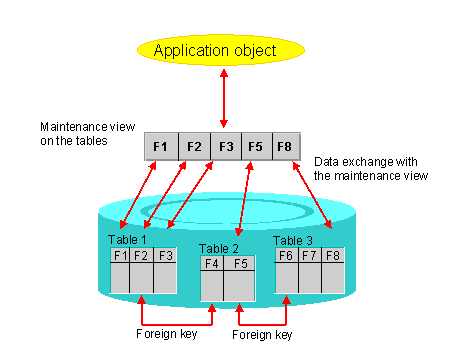 Application object
Maintenance view
on the tables
F1 F2 F3 F5 F8
Data exchange with
the maintenance view
Table 1
F1 F2 F3
Table 2
F4 F5
Table 3
F6 F7 F8
Foreign key
Foreign key